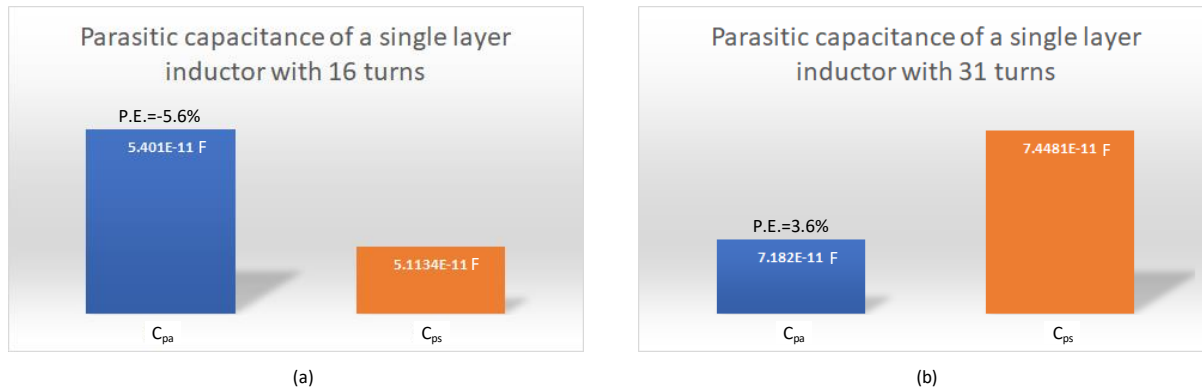 Parasitic capacitance of a single layer
inductor with 16 turns
P.E.=-5.6%
5.401E-11 F
5.1134E-11 F
Cpa
Cps
(a)
Parasitic capacitance of a single layer
inductor with 31 turns
7.4481E-11 F
P.E.=3.6%
7.182E-11 F
Cpa
Cps
(b)